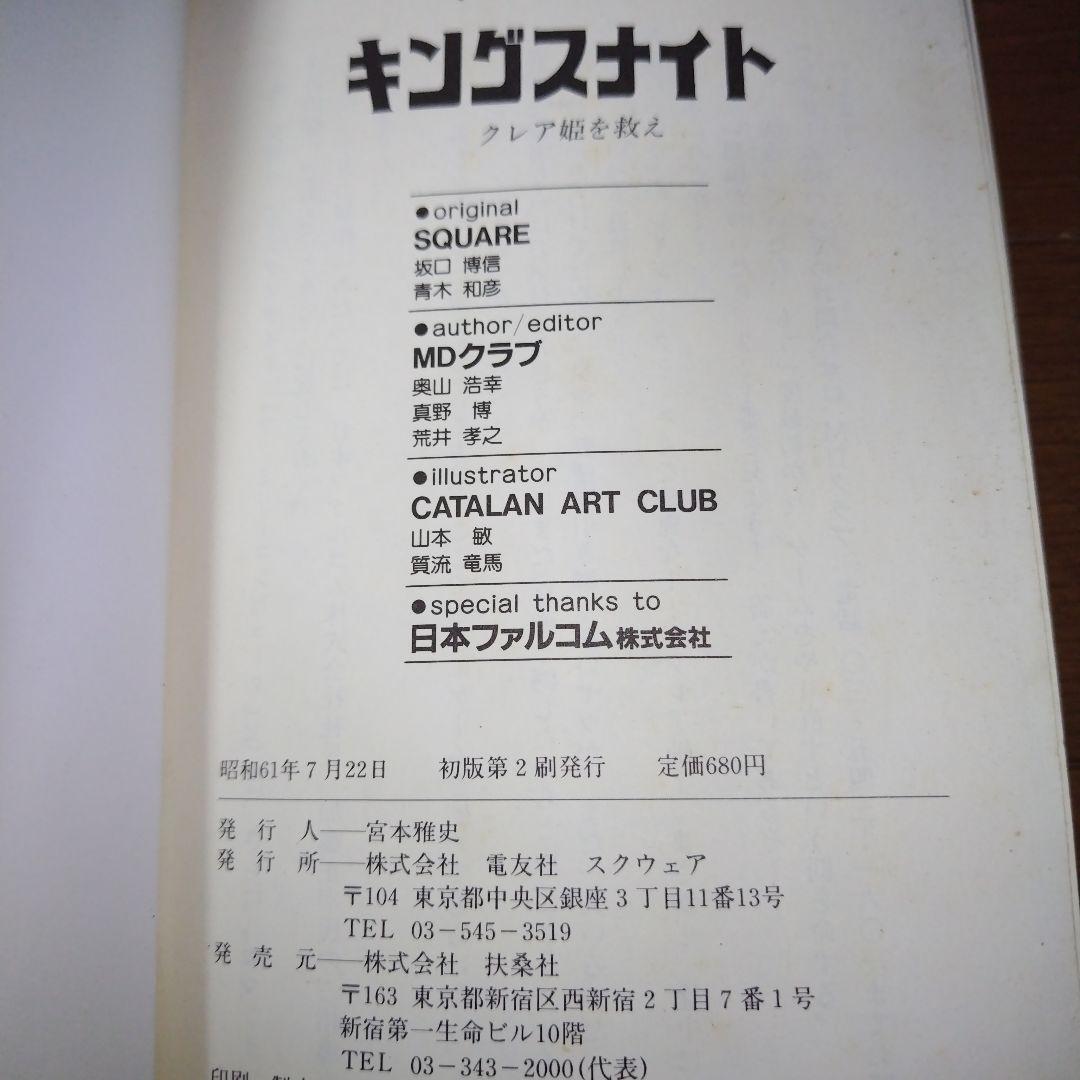 キングスナイト
クレア姫を救え
●original
SQUARE
坂口 博信
青木 和彦
●author/editor
MDクラブ
奥山 浩幸
真野 博
荒井 孝之
●illustrator
CATALAN ART CLUB
山本 敏
質流 竜馬
●special thanks to
日本ファルコム株式会社
昭和61年7月22日 初版第2刷発行 定価680円
発行人──宮本雅史
発行所──株式会社 電友社 スクウェア
〒104 東京都中央区銀座3丁目11番13号
TEL 03-545-3519
発売元──株式会社 扶桑社
〒163 東京都新宿区西新宿2丁目7番1号
新宿第一生命ビル10階
TEL 03-343-2000(代表)